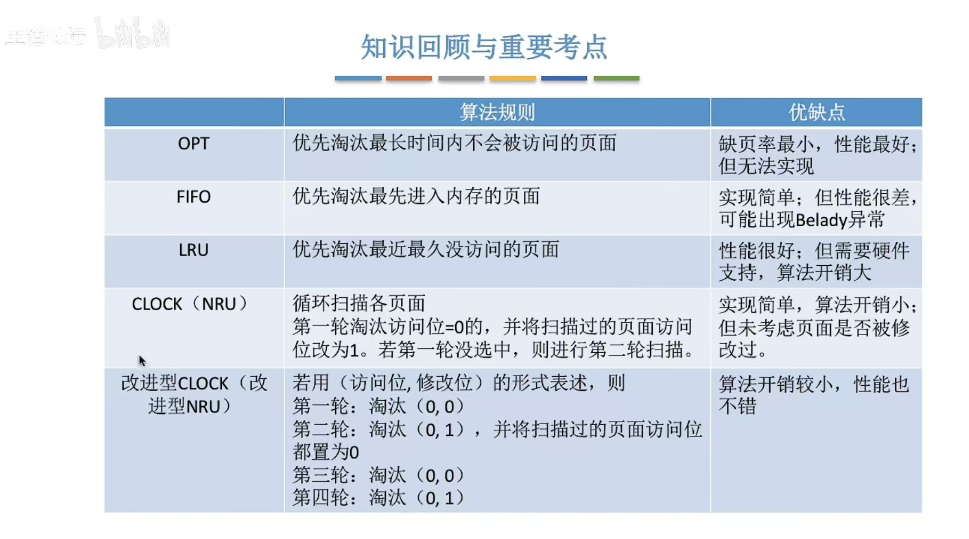 知识回顾与重要考点
算法规则
优缺点
OPT
优先淘汰最长时间内不会被访问的页面
缺页率最小，性能最好；
但无法实现
FIFO
优先淘汰最先进入内存的页面
实现简单；但性能很差，
可能出现Belady异常
LRU
优先淘汰最近最久没访问的页面
性能很好；但需要硬件
支持，算法开销大
CLOCK（NRU）
循环扫描各页面
第一轮淘汰访问位=0的，并将扫描过的页面访问
位改为1。若第一轮没选中，则进行第二轮扫描。
实现简单，算法开销小；
但未考虑页面是否被修
改过。
改进型CLOCK（改
进型NRU）
若用（访问位, 修改位）的形式表述，则
第一轮：淘汰（0, 0）
第二轮：淘汰（0, 1），并将扫描过的页面访问位
都置为0
第三轮：淘汰（0, 0）
第四轮：淘汰（0, 1）
算法开销较小，性能也
不错